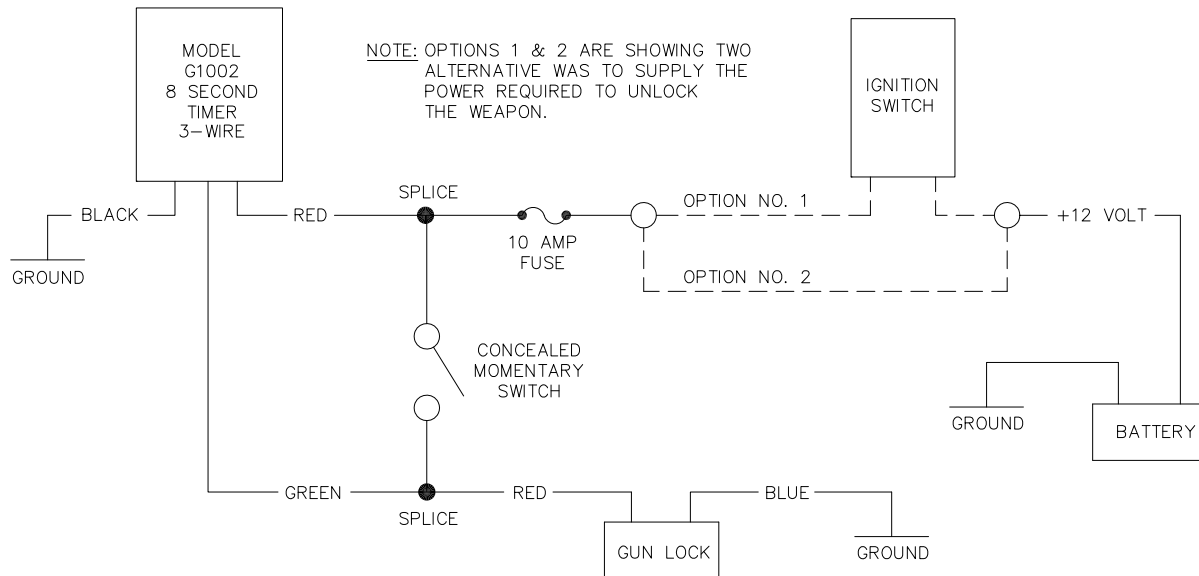 MODEL
G1002
8 SECOND
TIMER
3-WIRE
NOTE: OPTIONS 1 & 2 ARE SHOWING TWO
ALTERNATIVE WAS TO SUPPLY THE
POWER REQUIRED TO UNLOCK
THE WEAPON.
IGNITION
SWITCH
BLACK
GROUND
RED
SPLICE
10 AMP
FUSE
OPTION NO. 1
+12 VOLT
OPTION NO. 2
CONCEALED
MOMENTARY
SWITCH
GROUND
BATTERY
GREEN
SPLICE
RED
GUN LOCK
BLUE
GROUND